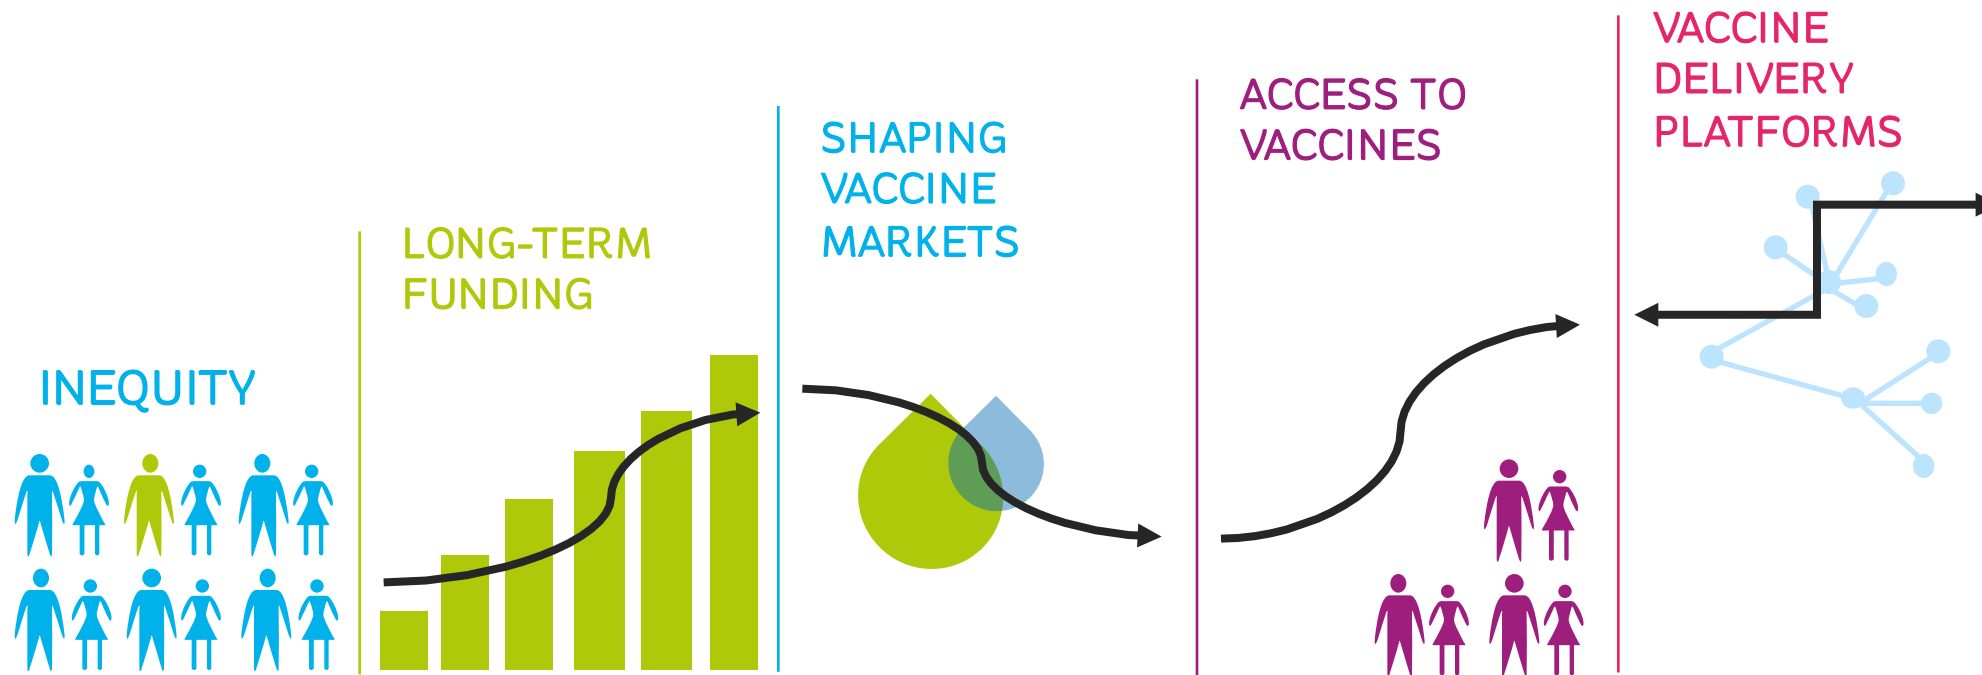 INEQUITY
LONG-TERM
FUNDING
SHAPING
VACCINE
MARKETS
ACCESS TO
VACCINES
VACCINE
DELIVERY
PLATFORMS